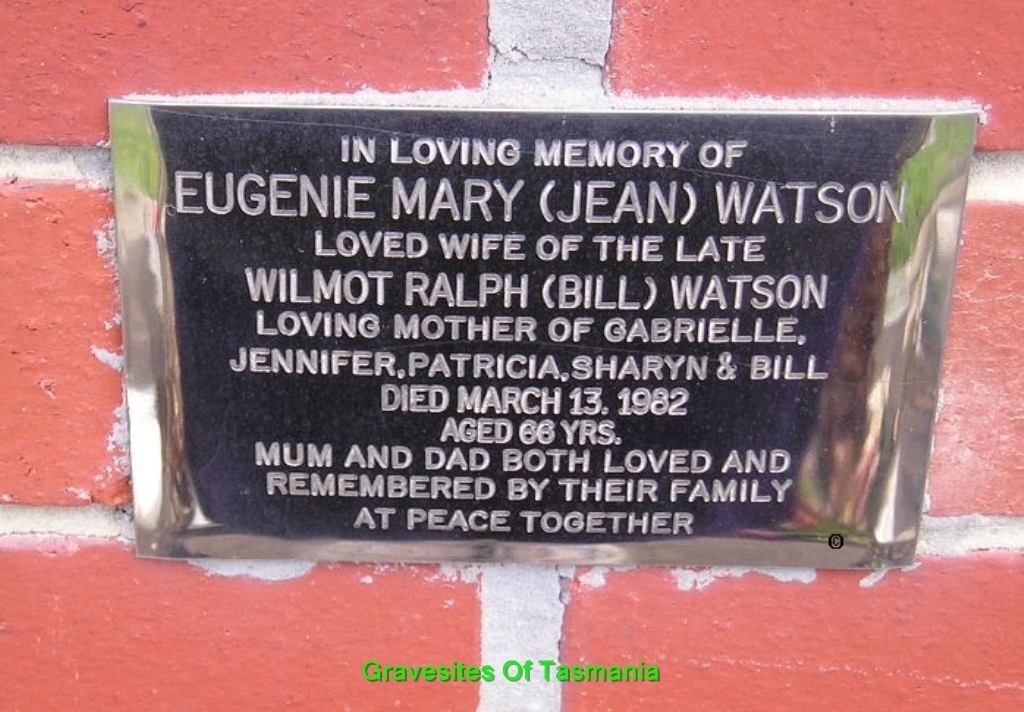 IN LOVING MEMORY OF
EUGENIE MARY (JEAN) WATSON
LOVED WIFE OF THE LATE
WILMOT RALPH (BILL) WATSON
LOVING MOTHER OF GABRIELLE,
JENNIFER, PATRICIA, SHARYN & BILL
DIED MARCH 13. 1982
AGED 66 YRS.
MUM AND DAD BOTH LOVED AND
REMEMBERED BY THEIR FAMILY
AT PEACE TOGETHER
©
Gravesites Of Tasmania